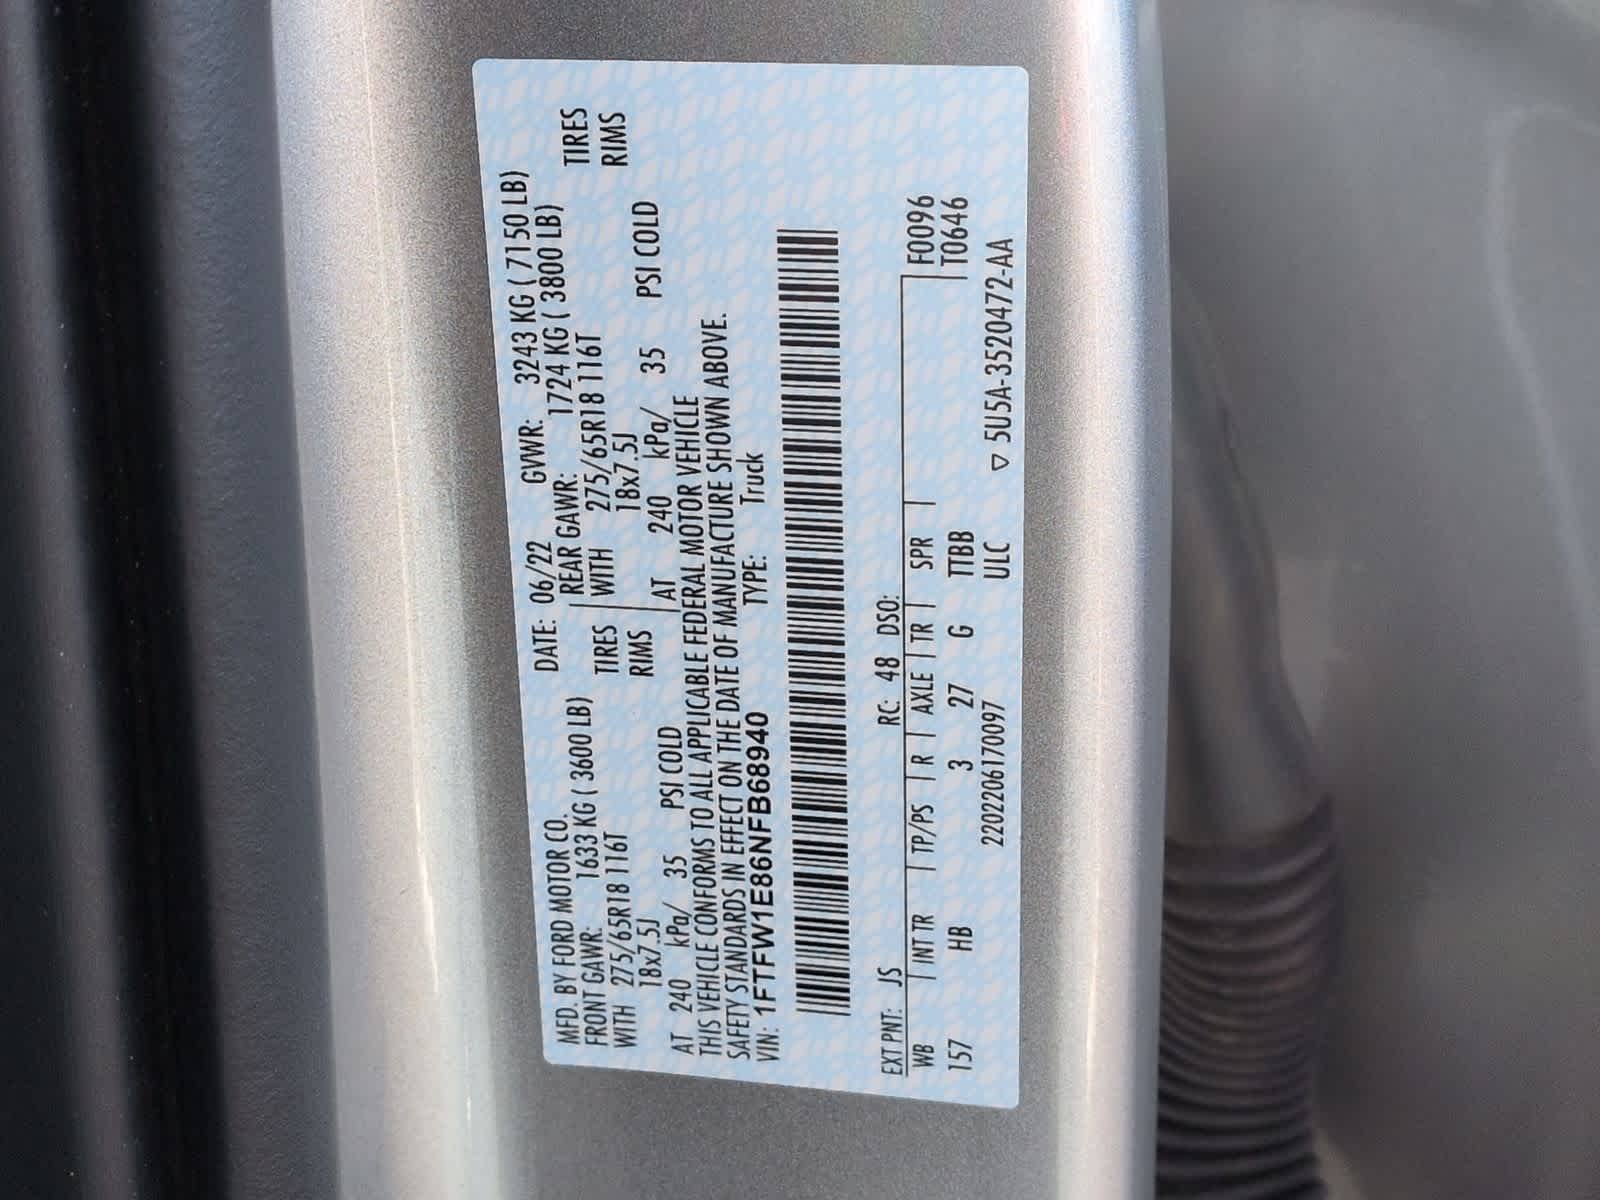 MFD. BY FORD MOTOR CO. DATE: 06/22 GVWR: 3243 KG ( 7150 LB)
FRONT GAWR: 1633 KG ( 3600 LB) REAR GAWR: 1724 KG ( 3800 LB)
WITH 275/65R18 116T TIRES WITH 275/65R18 116T TIRES
18x7.5J RIMS 18x7.5J RIMS
AT 240 kPa/ 35 PSI COLD AT 240 kPa/ 35 PSI COLD
THIS VEHICLE CONFORMS TO ALL APPLICABLE FEDERAL MOTOR VEHICLE
SAFETY STANDARDS IN EFFECT ON THE DATE OF MANUFACTURE SHOWN ABOVE.
VIN: 1FTFW1E86NFB68940 TYPE: Truck
EXT PNT: JS RC: 48 DSO:
WB INT TR TP/PS R AXLE TR SPR F0096
157 HB 3 27 G TTBB T0646
220220617009​7 ULC ▽ 5U5A-3520472-AA